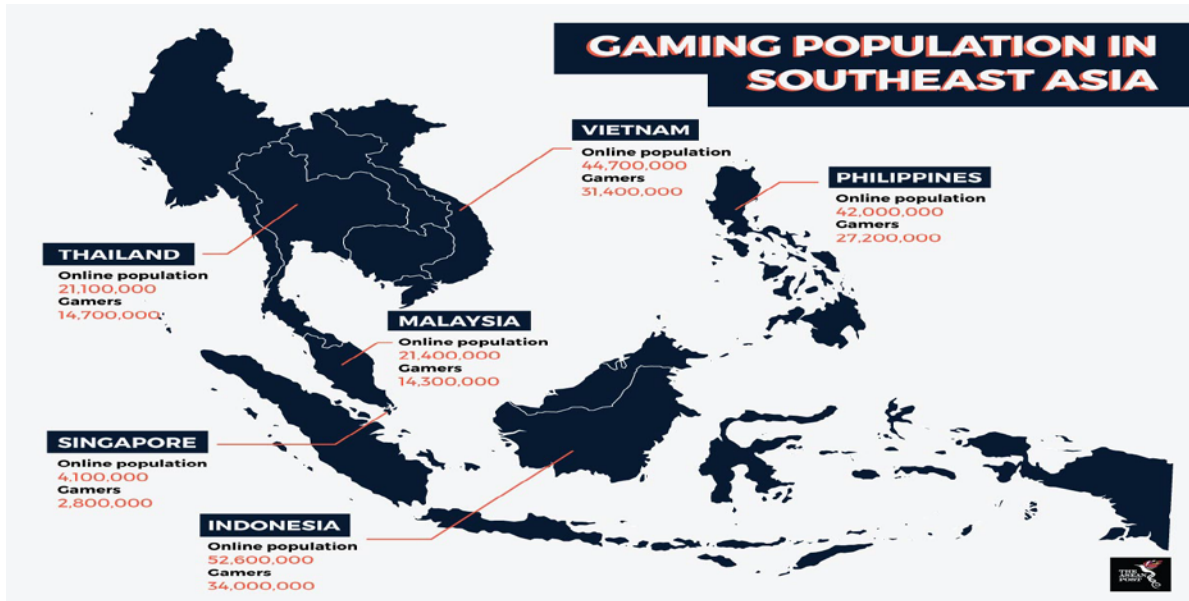 GAMING POPULATION IN
SOUTHEAST ASIA
VIETNAM
Online population
44,700,000
Gamers
31,400,000
PHILIPPINES
Online population
42,000,000
Gamers
27,200,000
THAILAND
Online population
21,100,000
Gamers
14,700,000
MALAYSIA
Online population
21,400,000
Gamers
14,300,000
SINGAPORE
Online population
4,100,000
Gamers
2,800,000
INDONESIA
Online population
52,600,000
Gamers
34,000,000
THE
ASEAN
POST